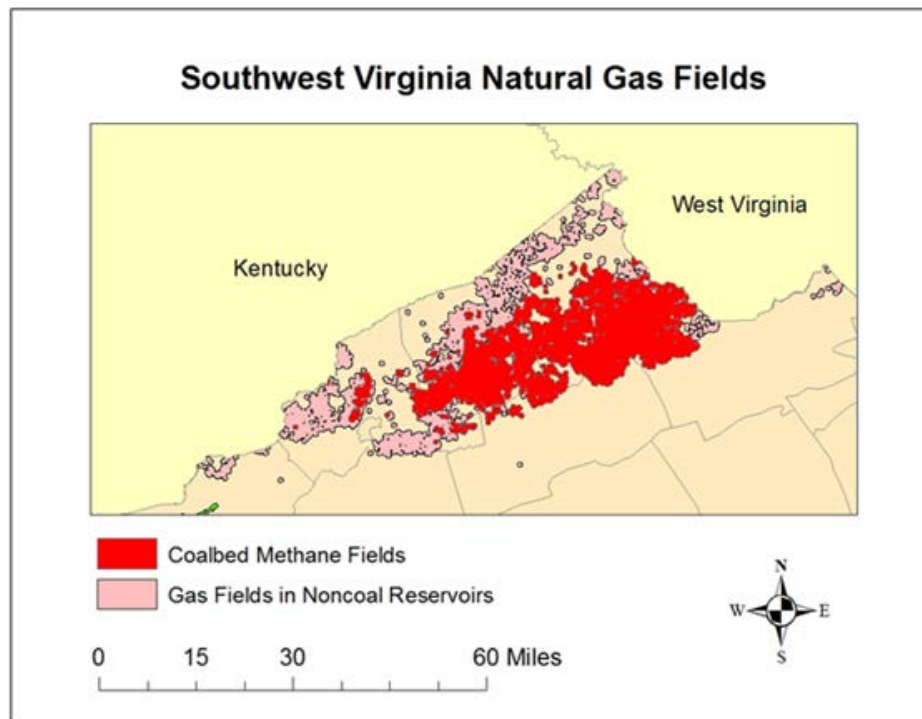 Southwest Virginia Natural Gas Fields
West Virginia
Kentucky
Coalbed Methane Fields
Gas Fields in Noncoal Reservoirs
N
W E
S
0 15 30 60 Miles